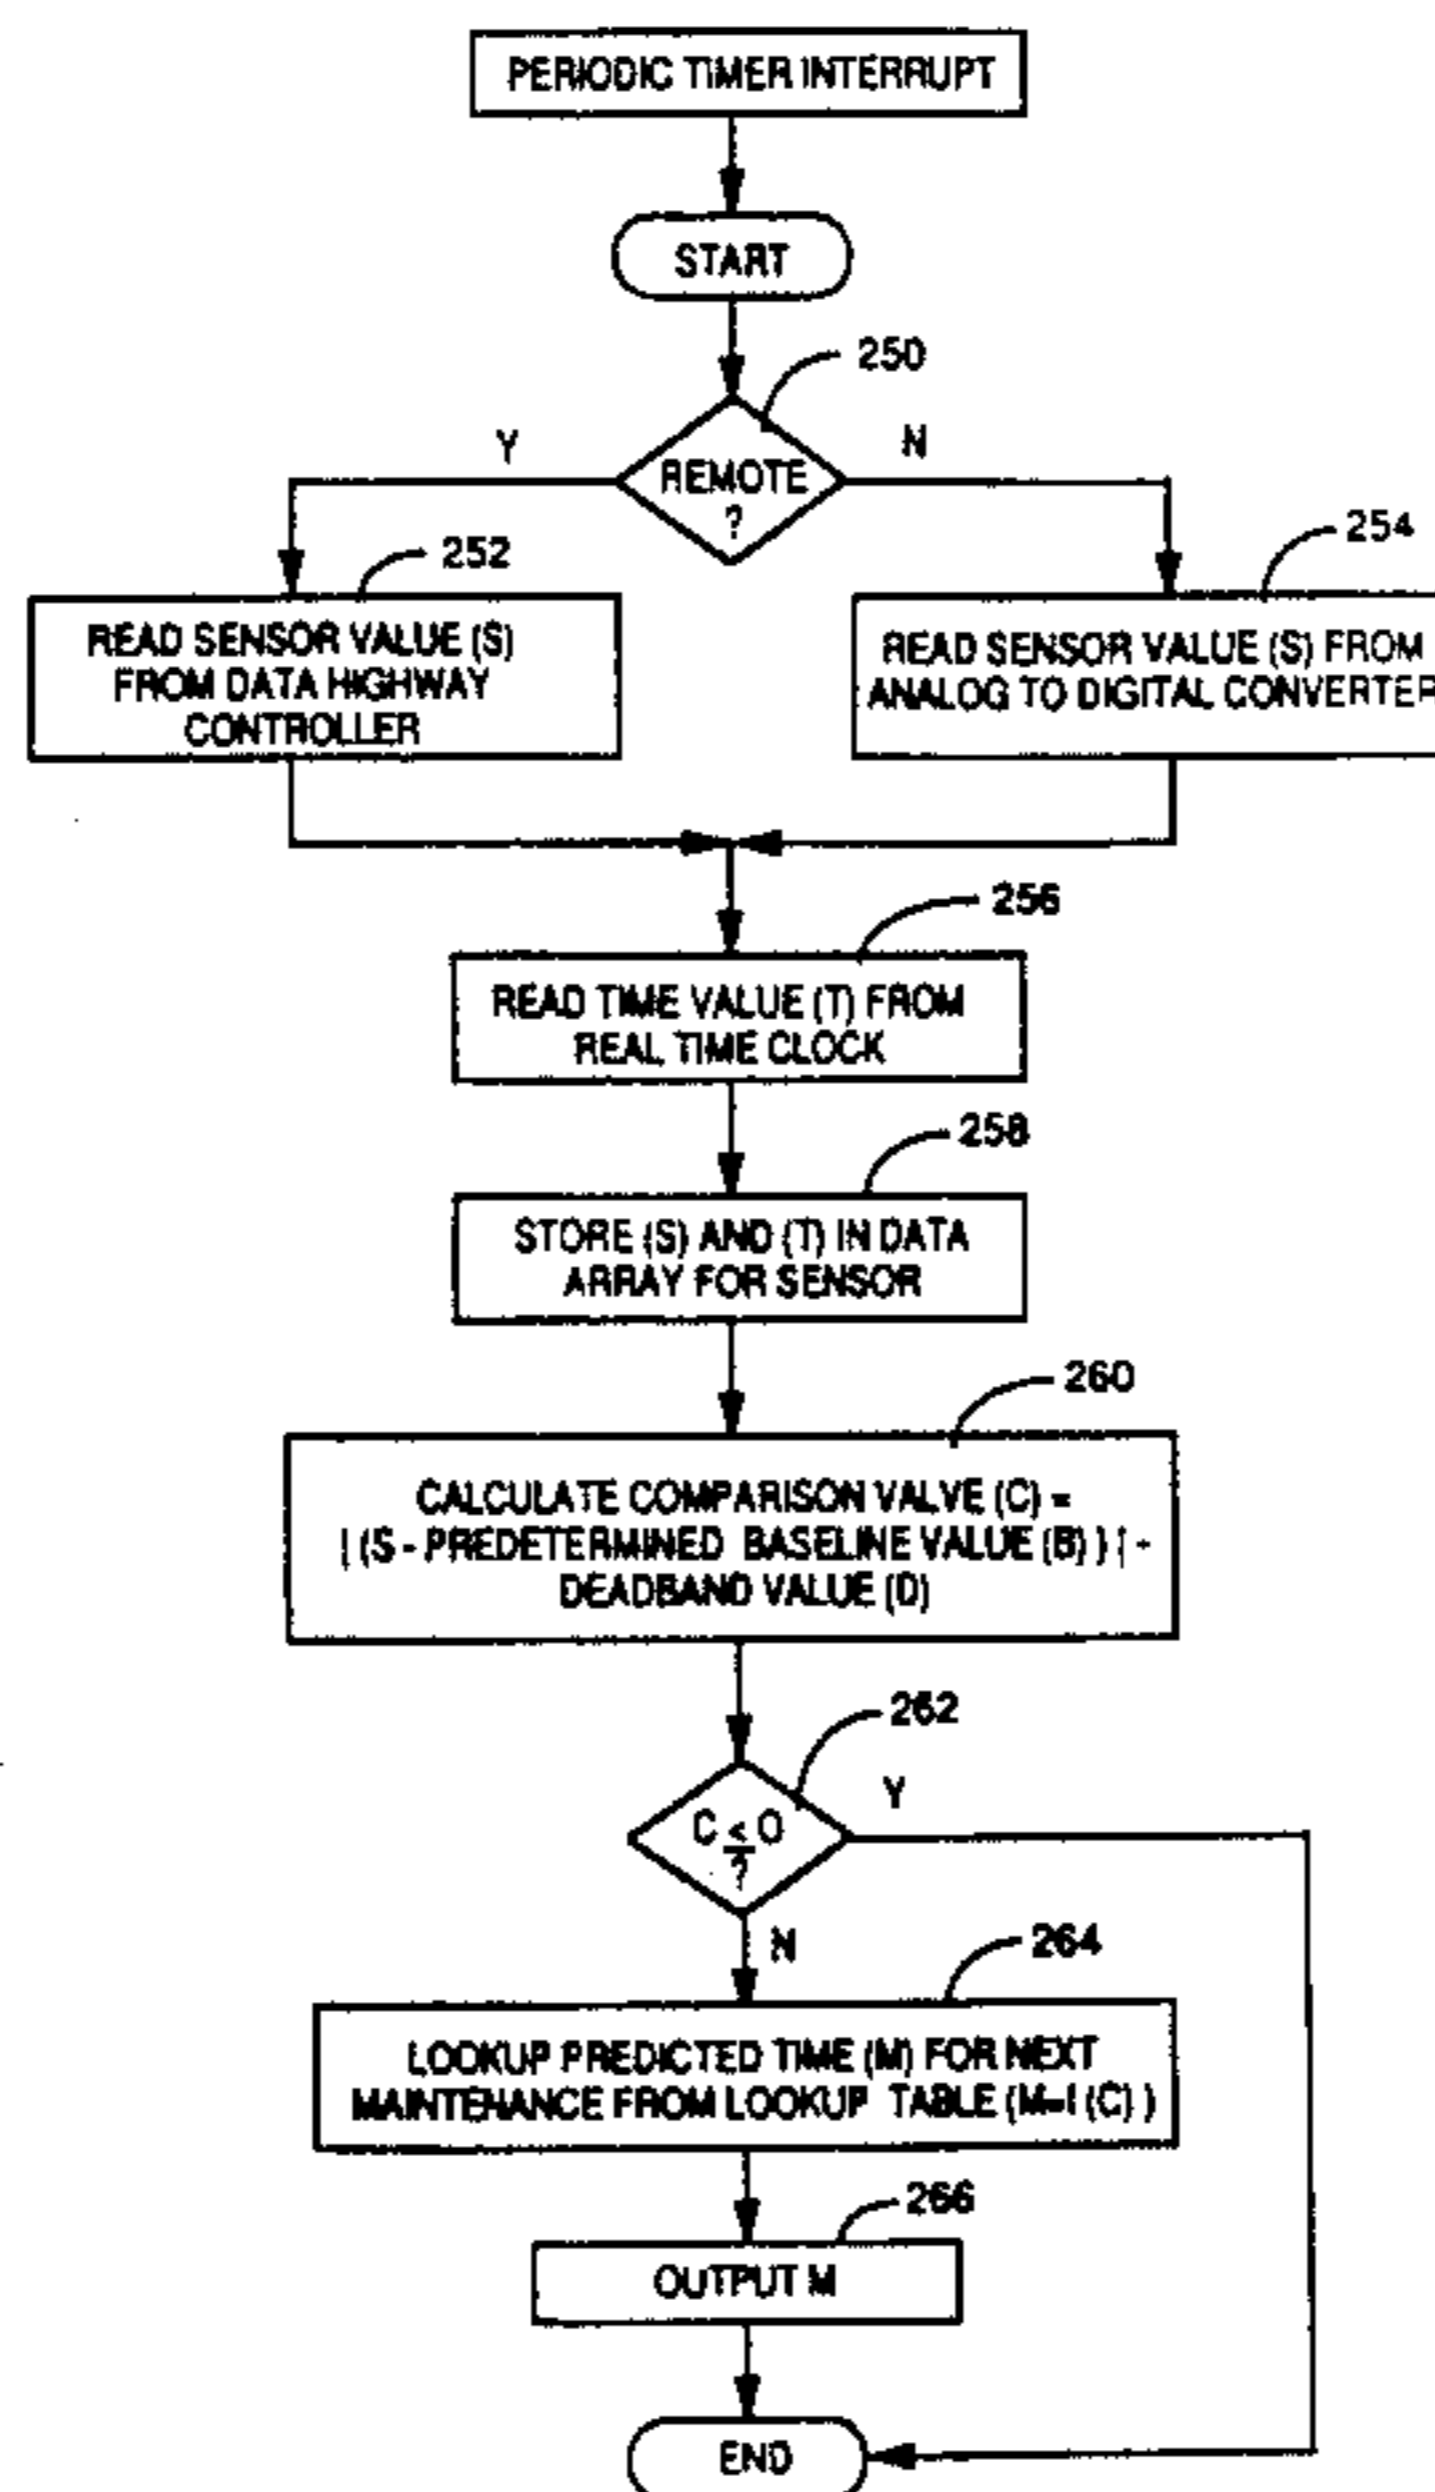 PERIODIC TIMER INTERRUPT
START
250
Y
N
REMOTE
?
252
254
READ SENSOR VALUE (S)
FROM DATA HIGHWAY
CONTROLLER
READ SENSOR VALUE (S) FROM
ANALOG TO DIGITAL CONVERTER
256
READ TIME VALUE (T) FROM
REAL TIME CLOCK
258
STORE (S) AND (T) IN DATA
ARRAY FOR SENSOR
260
CALCULATE COMPARISON VALVE (C) =
| (S - PREDETERMINED BASELINE VALUE (B) ) | -
DEADBAND VALUE (D)
262
Y
C ≤ O
?
N
264
LOOKUP PREDICTED TIME (M) FOR NEXT
MAINTENANCE FROM LOOKUP TABLE (M=f (C) )
266
OUTPUT M
END